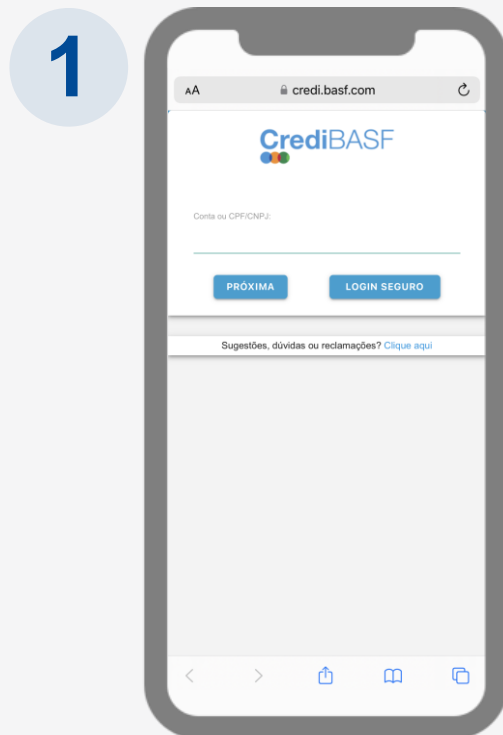 1
AA credi.basf.com
CrediBASF
Conta ou CPF/CNPJ:
PRÓXIMA LOGIN SEGURO
Sugestões, dúvidas ou reclamações? Clique aqui